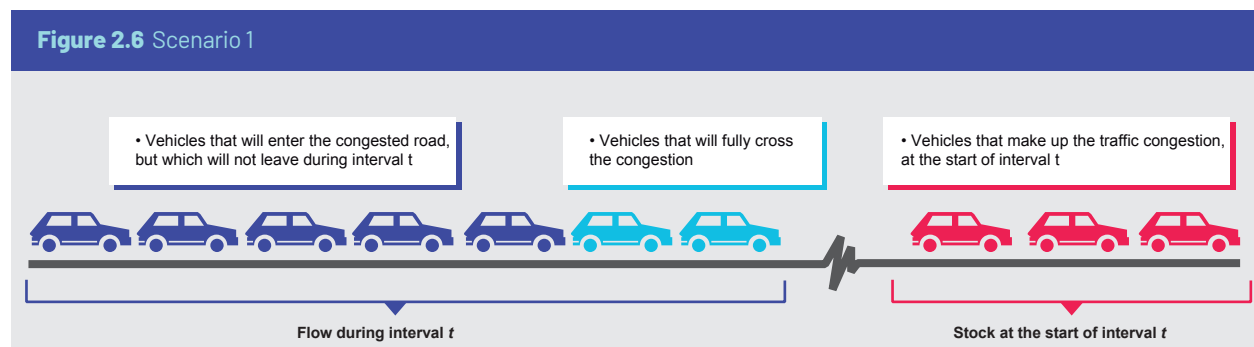 Figure 2.6 Scenario 1
• Vehicles that will enter the congested road,
but which will not leave during interval t
• Vehicles that will fully cross
the congestion
• Vehicles that make up the traffic congestion,
at the start of interval t
Flow during interval t
Stock at the start of interval t